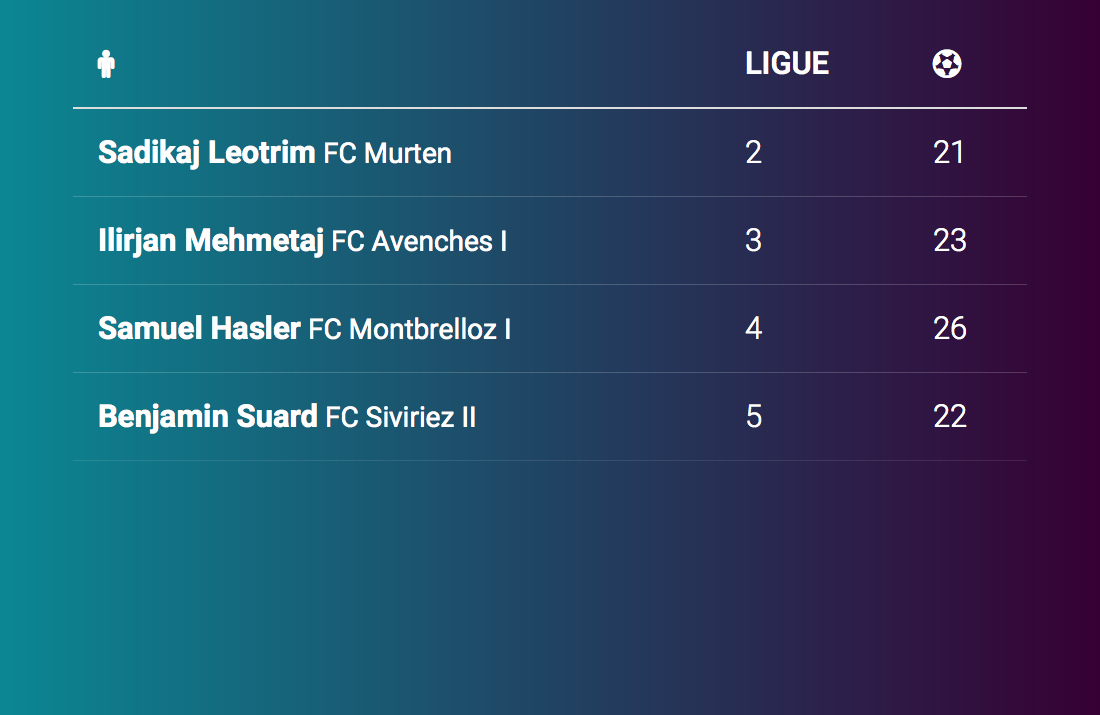 LIGUE
Sadikaj Leotrim FC Murten 2 21
Ilirjan Mehmetaj FC Avenches I 3 23
Samuel Hasler FC Montbrelloz I 4 26
Benjamin Suard FC Siviriez II 5 22